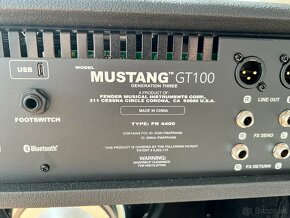 USB
MODEL
MUSTANG™ GT100
GENERATION THREE
A PRODUCT OF:
FENDER MUSICAL INSTRUMENTS CORP.
311 CESSNA CIRCLE CORONA, CA 92880 U.S.A.
MADE IN CHINA
TYPE: PR 4400
FOOTSWITCH
Bluetooth®
WARNING:
R LINE OUT
R FX SEND L
R FX RETURN L